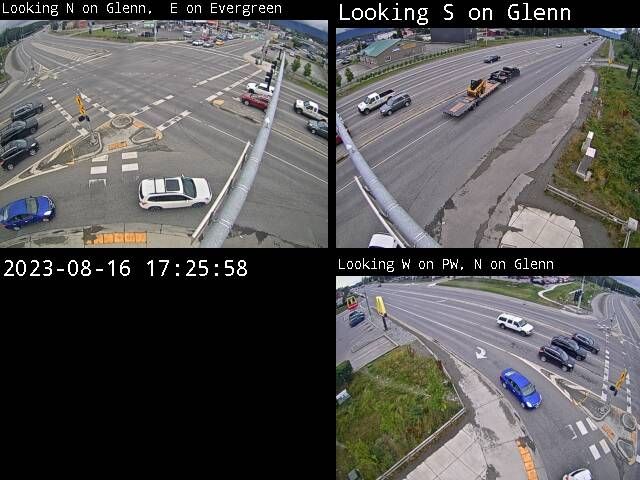 Looking N on Glenn,  E on Evergreen
Looking S on Glenn
2023-08-16 17:25:58
Looking W on PW, N on Glenn